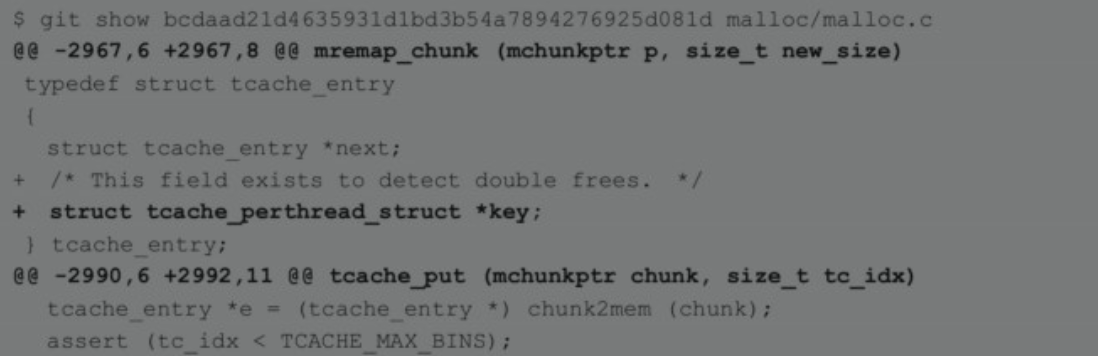 $ git show bcdaad21d4635931d1bd3b54a7894276925d081d malloc/malloc.c
@@ -2967,6 +2967,8 @@ mremap_chunk (mchunkptr p, size_t new_size)
typedef struct tcache_entry
{
struct tcache_entry *next;
+ /* This field exists to detect double frees. */
+ struct tcache_perthread_struct *key;
} tcache_entry;
@@ -2990,6 +2992,11 @@ tcache_put (mchunkptr chunk, size_t tc_idx)
tcache_entry *e = (tcache_entry *) chunk2mem (chunk);
assert (tc_idx < TCACHE_MAX_BINS);